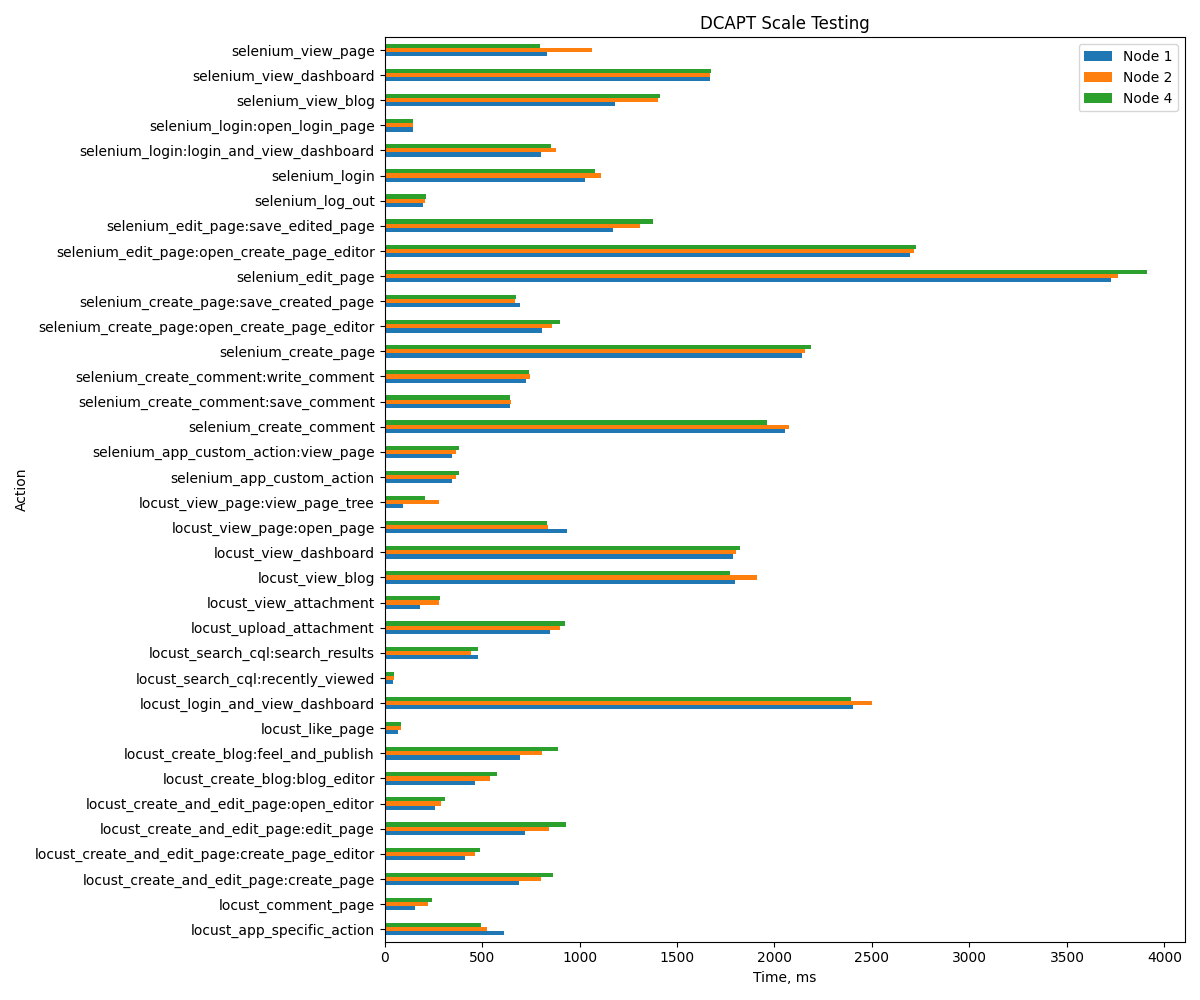 DCAPT Scale Testing
Node 1
Node 2
Node 4
selenium_view_page
selenium_view_dashboard
selenium_view_blog
selenium_login:open_login_page
selenium_login:login_and_view_dashboard
selenium_login
selenium_log_out
selenium_edit_page:save_edited_page
selenium_edit_page:open_create_page_editor
selenium_edit_page
selenium_create_page:save_created_page
selenium_create_page:open_create_page_editor
selenium_create_page
selenium_create_comment:write_comment
selenium_create_comment:save_comment
selenium_create_comment
selenium_app_custom_action:view_page
selenium_app_custom_action
locust_view_page:view_page_tree
locust_view_page:open_page
locust_view_dashboard
locust_view_blog
locust_view_attachment
locust_upload_attachment
locust_search_cql:search_results
locust_search_cql:recently_viewed
locust_login_and_view_dashboard
locust_like_page
locust_create_blog:feel_and_publish
locust_create_blog:blog_editor
locust_create_and_edit_page:open_editor
locust_create_and_edit_page:edit_page
locust_create_and_edit_page:create_page_editor
locust_create_and_edit_page:create_page
locust_comment_page
locust_app_specific_action
Action
0 500 1000 1500 2000 2500 3000 3500 4000
Time, ms